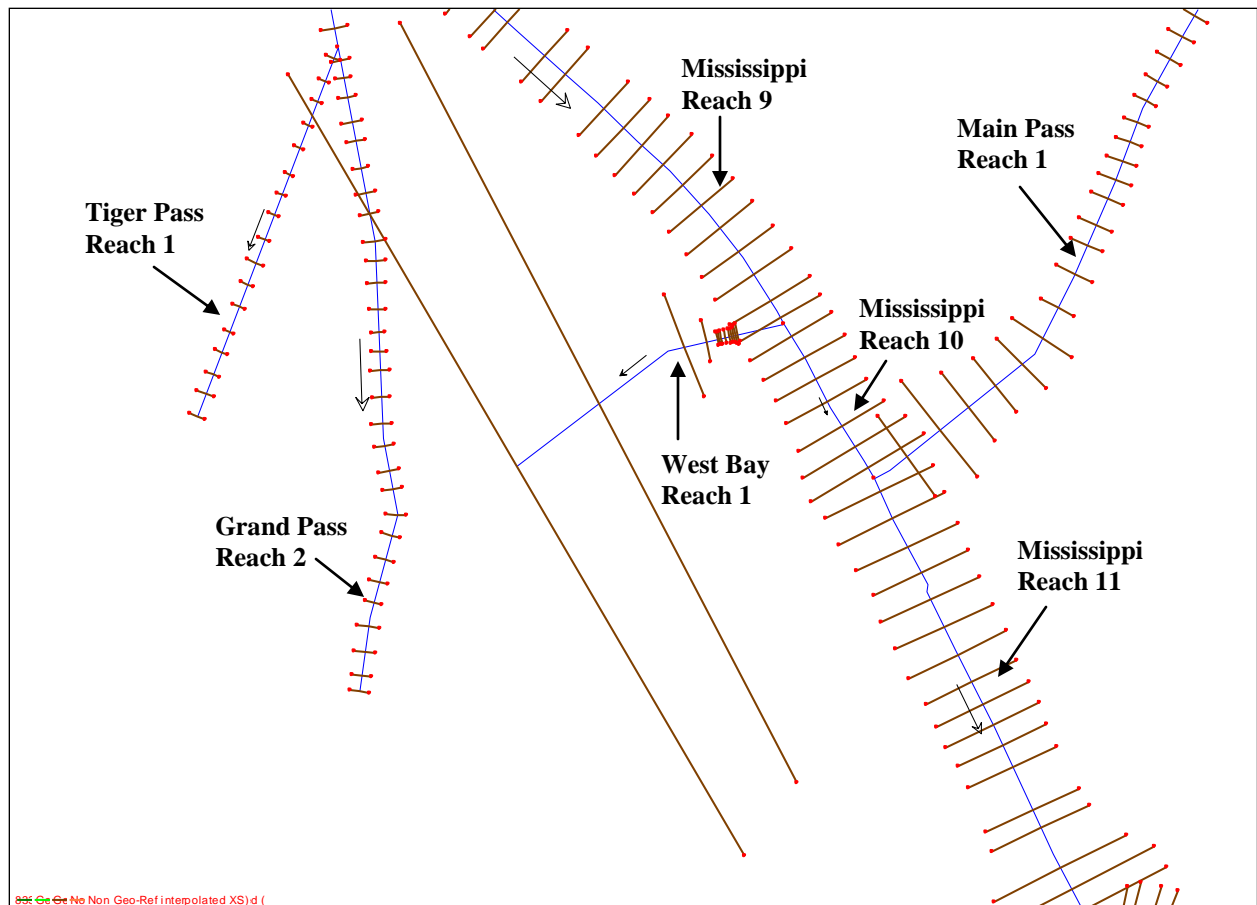 Mississippi
Reach 9
Main Pass
Reach 1
Tiger Pass
Reach 1
Mississippi
Reach 10
West Bay
Reach 1
Grand Pass
Reach 2
Mississippi
Reach 11
No Non Geo-Ref interpolated XS) d (